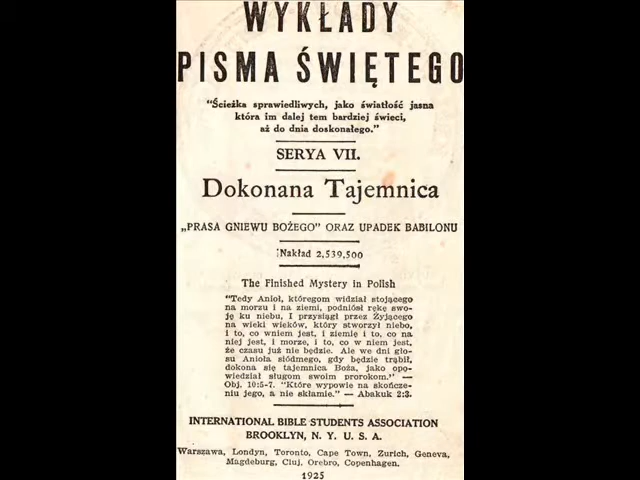 WYKŁADY
PISMA ŚWIĘTEGO
"Ścieżka sprawiedliwych, jako światłość jasna
która im dalej tem bardziej świeci,
aż do dnia doskonałego."
SERYA VII.
Dokonana Tajemnica
„PRASA GNIEWU BOŻEGO" ORAZ UPADEK BABILONU
Nakład 2,539,500
The Finished Mystery in Polish
"Tedy Anioł, któregom widział stojącego
na morzu i na ziemi, podniósł rękę swo-
ję ku niebu, I przysiągł przez Żyjącego
na wieki wieków, który stworzył niebo,
i to, co wniem jest, i ziemię i to, co na
niej jest, i morze, i to, co w niem jest,
że czasu już nie będzie. Ale we dni gło-
su Anioła siódmego, gdy będzie trąbił,
dokona się tajemnica Boża, jako opo-
wiedział sługom swoim prorokom." —
Obj. 10:5-7. "Które wypowie na skończe-
niu jego, a nie skłamie." — Abakuk 2:3.
INTERNATIONAL BIBLE STUDENTS ASSOCIATION
BROOKLYN, N. Y. U. S. A.
Warszawa, Londyn, Toronto, Cape Town, Zurich, Geneva,
Magdeburg, Cluj, Orebro, Copenhagen.
1925